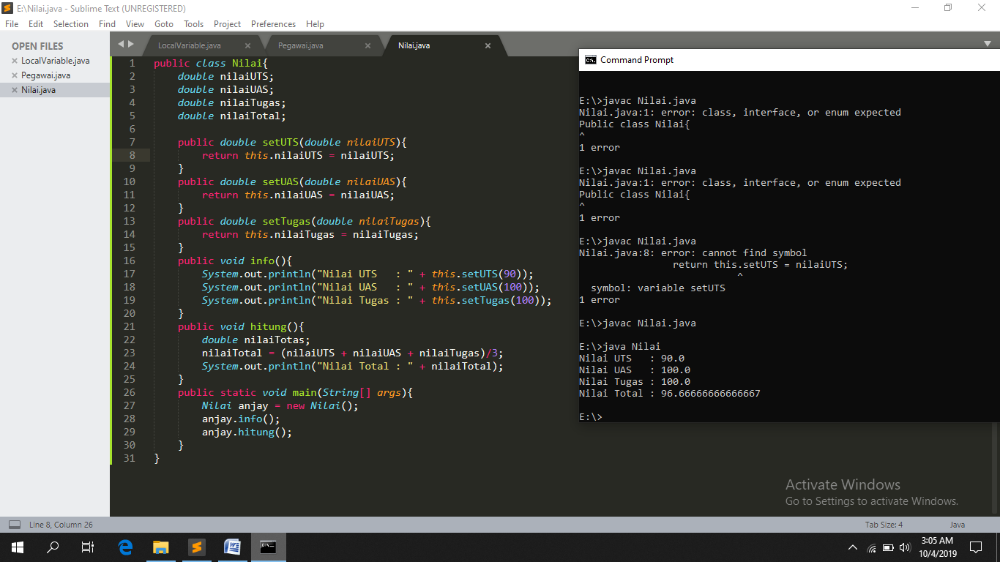 E:\Nilai.java - Sublime Text (UNREGISTERED)
File Edit Selection Find View Goto Tools Project Preferences Help
OPEN FILES
LocalVariable.java
Pegawai.java
Nilai.java
LocalVariable.java Pegawai.java Nilai.java
1 public class Nilai{
2 double nilaiUTS;
3 double nilaiUAS;
4 double nilaiTugas;
5 double nilaiTotal;
6
7 public double setUTS(double nilaiUTS){
8 return this.nilaiUTS = nilaiUTS;
9 }
10 public double setUAS(double nilaiUAS){
11 return this.nilaiUAS = nilaiUAS;
12 }
13 public double setTugas(double nilaiTugas){
14 return this.nilaiTugas = nilaiTugas;
15 }
16 public void info(){
17 System.out.println("Nilai UTS   : " + this.setUTS(90));
18 System.out.println("Nilai UAS   : " + this.setUAS(100));
19 System.out.println("Nilai Tugas : " + this.setTugas(100));
20 }
21 public void hitung(){
22 double nilaiTotas;
23 nilaiTotal = (nilaiUTS + nilaiUAS + nilaiTugas)/3;
24 System.out.println("Nilai Total : " + nilaiTotal);
25 }
26 public static void main(String[] args){
27 Nilai anjay = new Nilai();
28 anjay.info();
29 anjay.hitung();
30 }
31 }
Command Prompt
E:\>javac Nilai.java
Nilai.java:1: error: class, interface, or enum expected
Public class Nilai{
^
1 error
E:\>javac Nilai.java
Nilai.java:1: error: class, interface, or enum expected
Public class Nilai{
^
1 error
E:\>javac Nilai.java
Nilai.java:8: error: cannot find symbol
return this.setUTS = nilaiUTS;
^
symbol: variable setUTS
1 error
E:\>javac Nilai.java
E:\>java Nilai
Nilai UTS   : 90.0
Nilai UAS   : 100.0
Nilai Tugas : 100.0
Nilai Total : 96.66666666666667
E:\>
Activate Windows
Go to Settings to activate Windows.
Line 8, Column 26
Tab Size: 4
Java
3:05 AM
10/4/2019